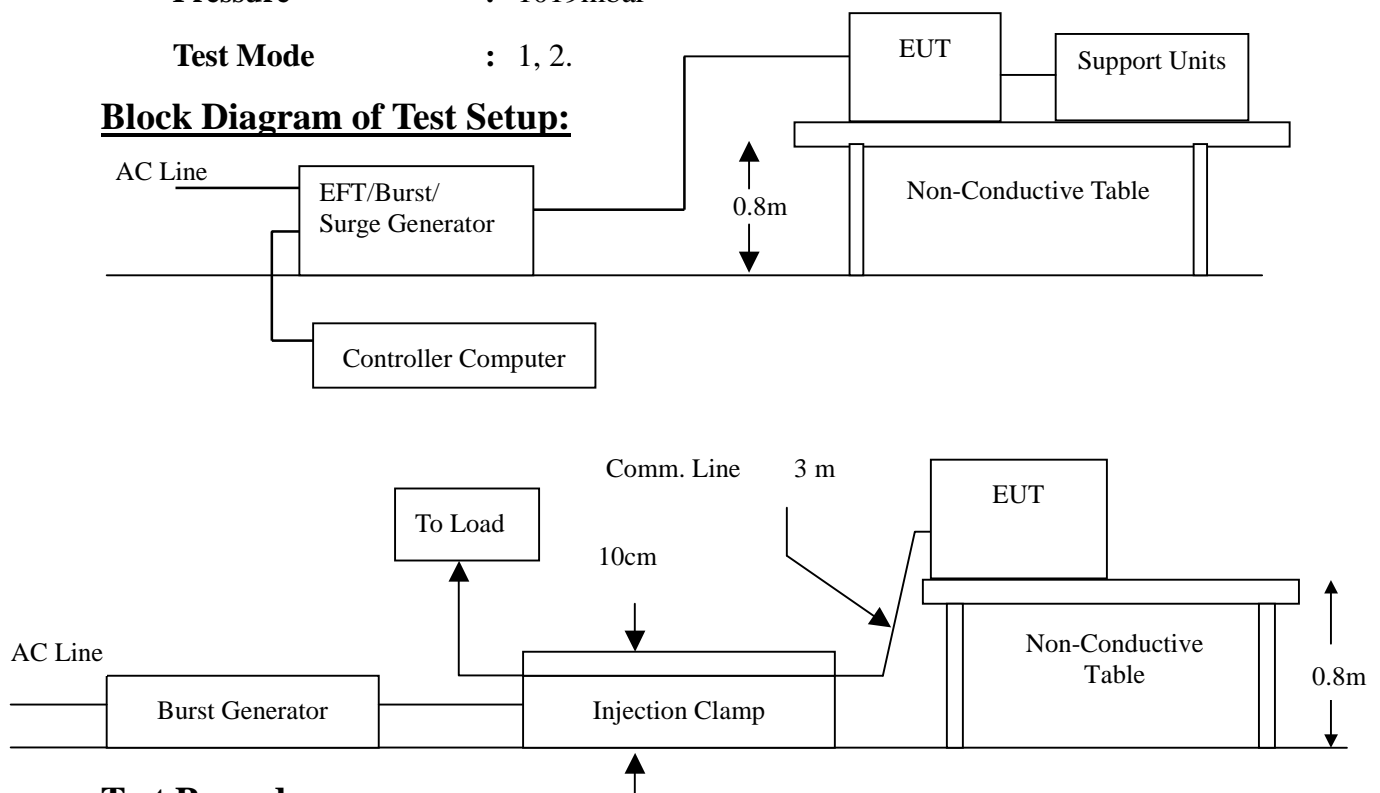 Test Mode : 1, 2.
Block Diagram of Test Setup:
EUT
Support Units
AC Line
EFT/Burst/
Surge Generator
0.8m
Non-Conductive Table
Controller Computer
Comm. Line 3 m
EUT
To Load
10cm
AC Line
Burst Generator
Injection Clamp
Non-Conductive
Table
0.8m